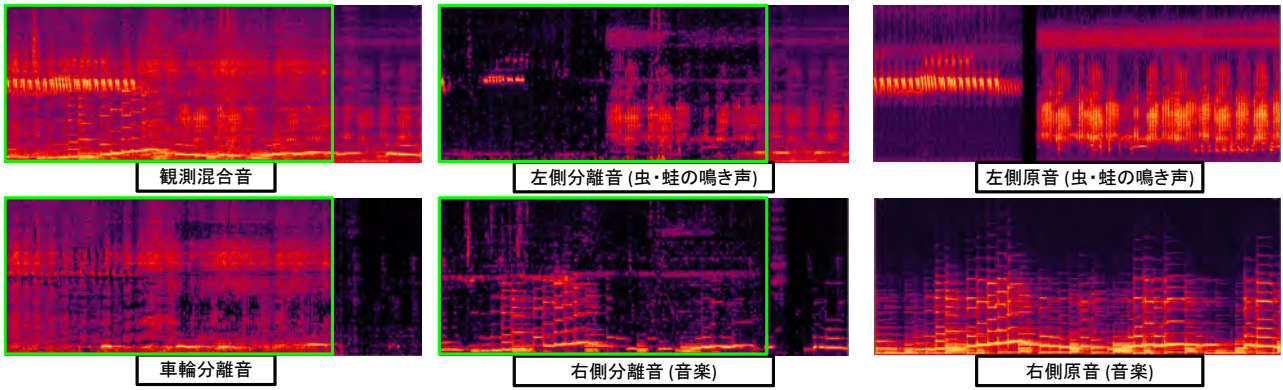 観測混合音
左側分離音 (虫・蛙の鳴き声)
左側原音 (虫・蛙の鳴き声)
車輪分離音
右側分離音 (音楽)
右側原音 (音楽)